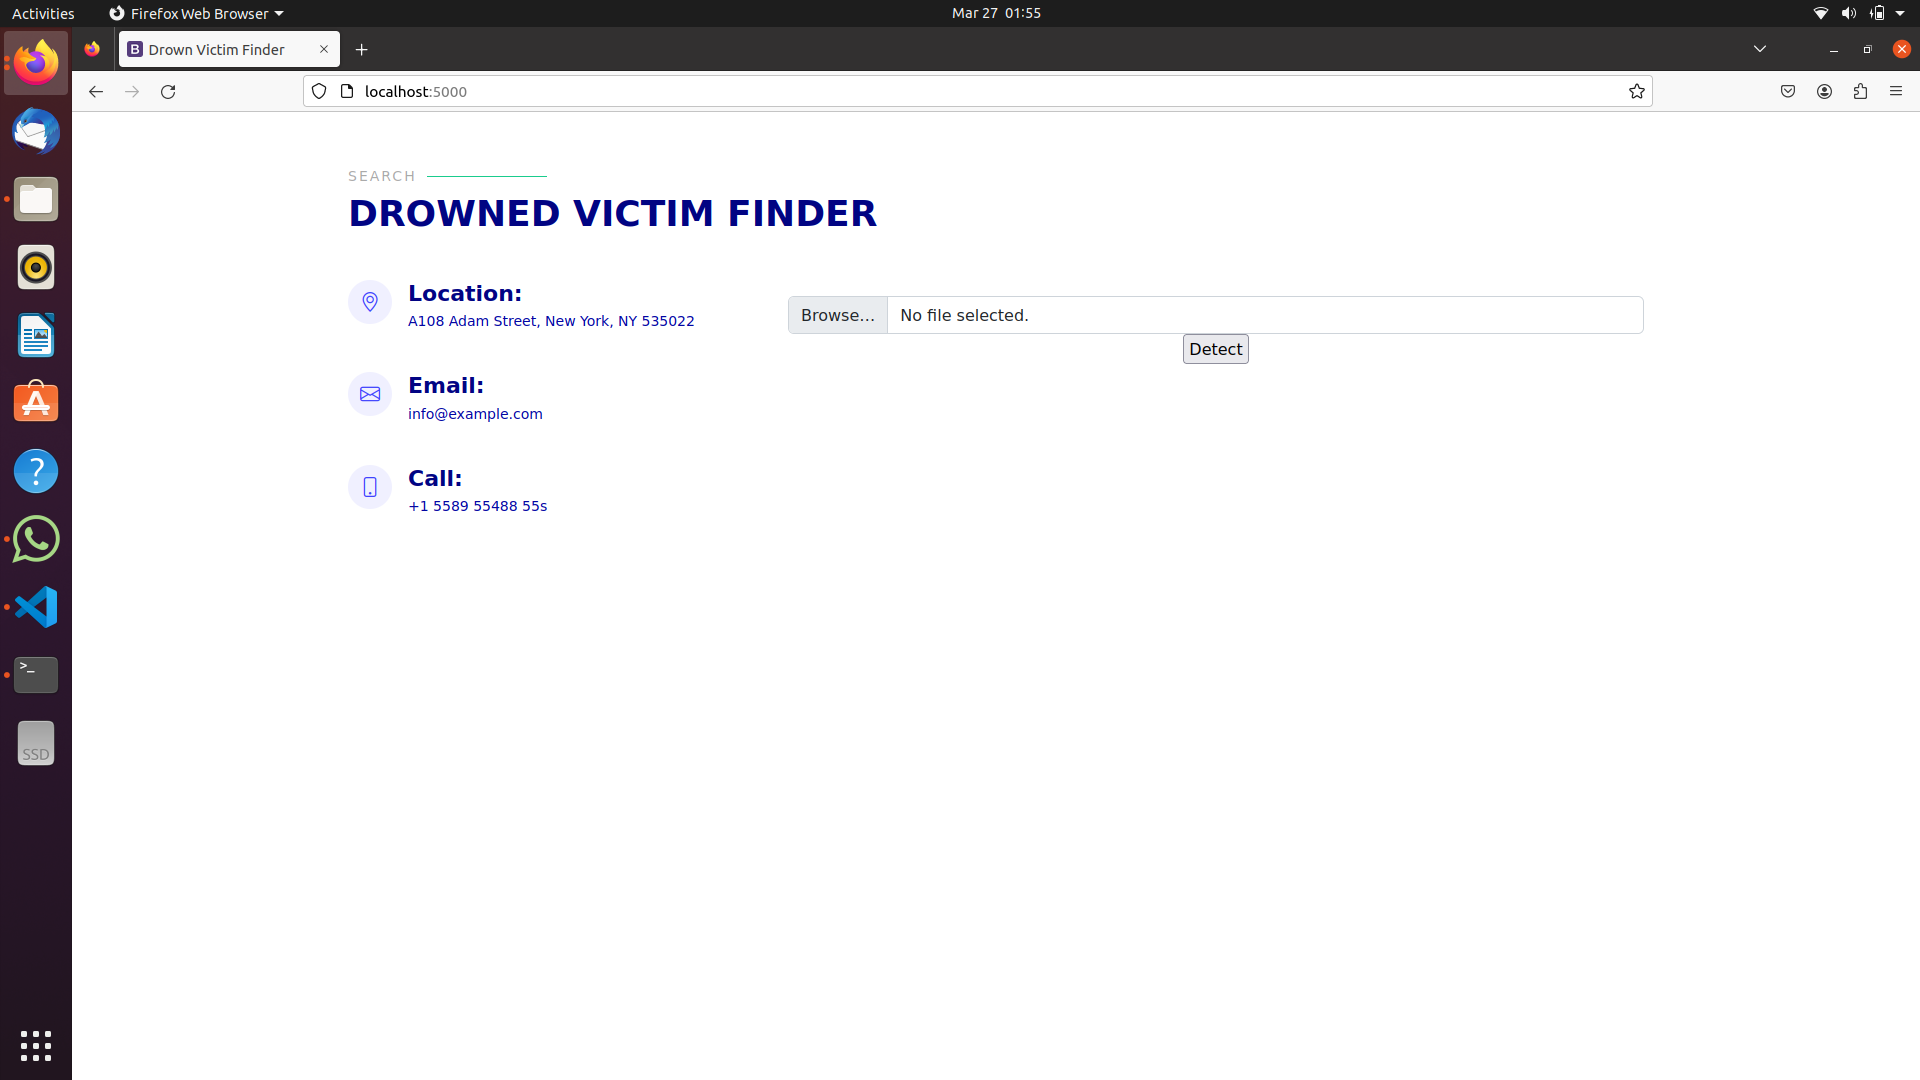 Activities
Firefox Web Browser
Mar 27 01:55
Drown Victim Finder
localhost:5000
SEARCH
DROWNED VICTIM FINDER
Location:
A108 Adam Street, New York, NY 535022
Browse... No file selected.
Detect
Email:
info@example.com
Call:
+1 5589 55488 55s
SSD